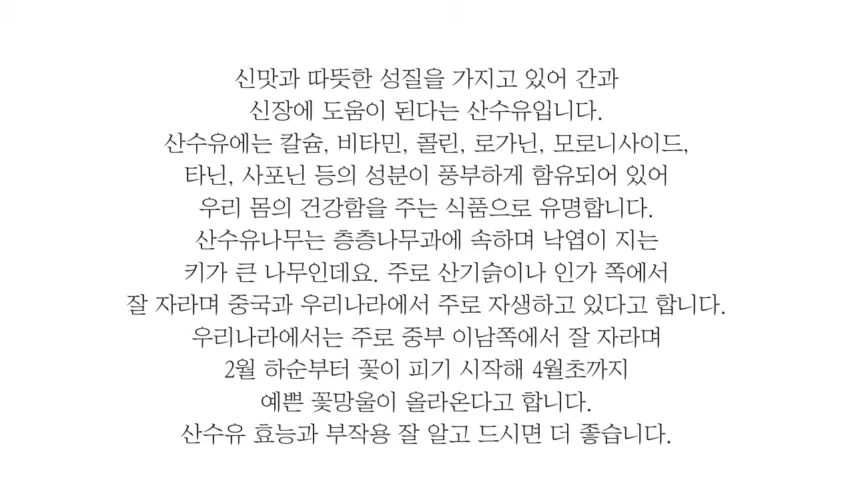 신맛과 따뜻한 성질을 가지고 있어 간과
신장에 도움이 된다는 산수유입니다.
산수유에는 칼슘, 비타민, 콜린, 로가닌, 모로니사이드,
타닌, 사포닌 등의 성분이 풍부하게 함유되어 있어
우리 몸의 건강함을 주는 식품으로 유명합니다.
산수유나무는 층층나무과에 속하며 낙엽이 지는
키가 큰 나무인데요. 주로 산기슭이나 인가 쪽에서
잘 자라며 중국과 우리나라에서 주로 자생하고 있다고 합니다.
우리나라에서는 주로 중부 이남쪽에서 잘 자라며
2월 하순부터 꽃이 피기 시작해 4월초까지
예쁜 꽃망울이 올라온다고 합니다.
산수유 효능과 부작용 잘 알고 드시면 더 좋습니다.